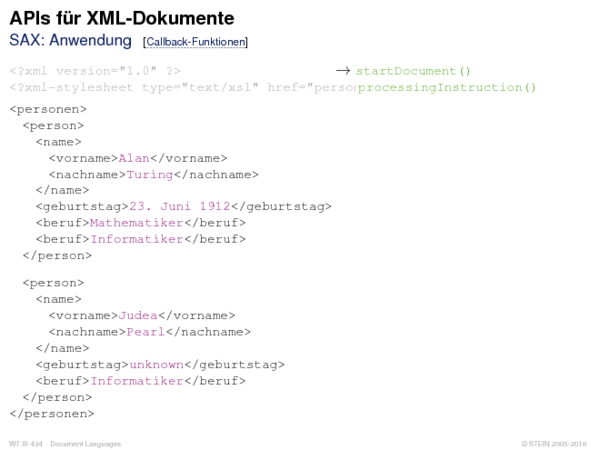 APIs für XML-Dokumente
SAX: Anwendung [Callback-Funktionen]
<?xml version="1.0" ?> → startDocument()
<?xml-stylesheet type="text/xsl" href="perso processingInstruction()
<personen>
<person>
<name>
<vorname>Alan</vorname>
<nachname>Turing</nachname>
</name>
<geburtstag>23. Juni 1912</geburtstag>
<beruf>Mathematiker</beruf>
<beruf>Informatiker</beruf>
</person>
<person>
<name>
<vorname>Judea</vorname>
<nachname>Pearl</nachname>
</name>
<geburtstag>unknown</geburtstag>
<beruf>Informatiker</beruf>
</person>
</personen>
WT:III-434 Document Languages © STEIN 2005-2018